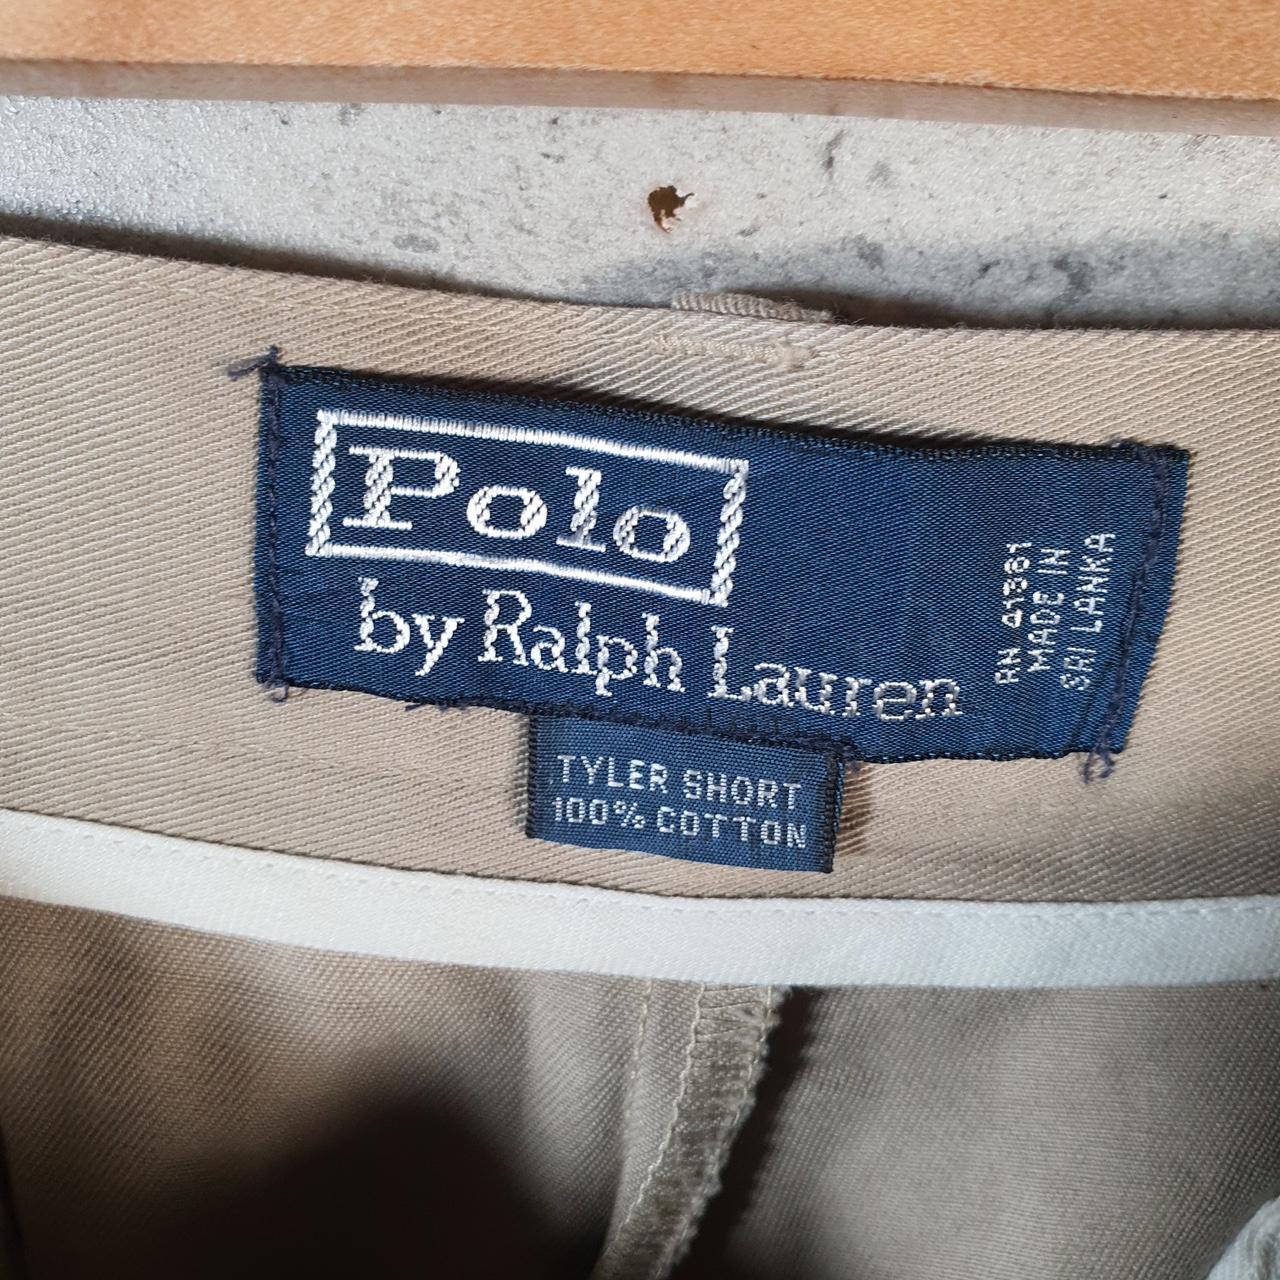 Polo
by Ralph Lauren
RN 41381
MADE IN
SRI LANKA
TYLER SHORT
100% COTTON